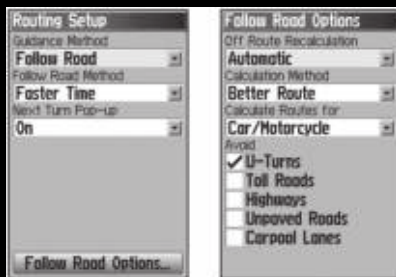 Routing Setup
Guidance Method
Follow Road
Follow Road Method
Faster Time
Next Turn Pop-up
On
Follow Road Options...
Follow Road Options
Off Route Recalculation
Automatic
Calculation Method
Better Route
Calculate Routes for
Car/Motorcycle
Avoid
U-Turns
Toll Roads
Highways
Unpaved Roads
Carpool Lanes